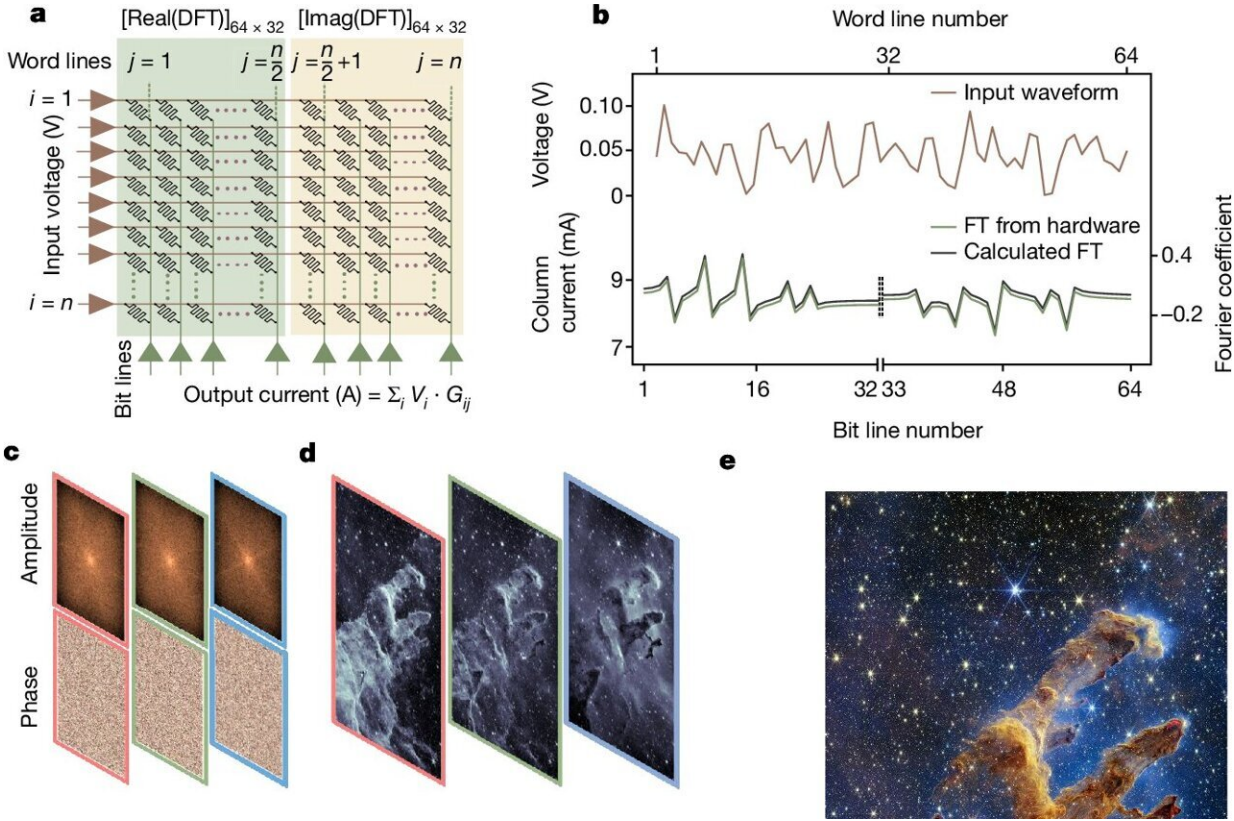 a
[Real(DFT)]64 × 32 [Imag(DFT)]64 × 32
Word lines j = 1 j = n/2 j = n/2 +1 j = n
i = 1
Input voltage (V)
i = n
Bit lines
Output current (A) = Σi Vi · Gij
b
Word line number
1 32 64
Voltage (V)
0.10
0.05
0
Input waveform
FT from hardware
Calculated FT
Column
current (mA)
9
7
0.4
−0.2
Fourier coefficient
1 16 32 33 48 64
Bit line number
c
Amplitude
Phase
d
e